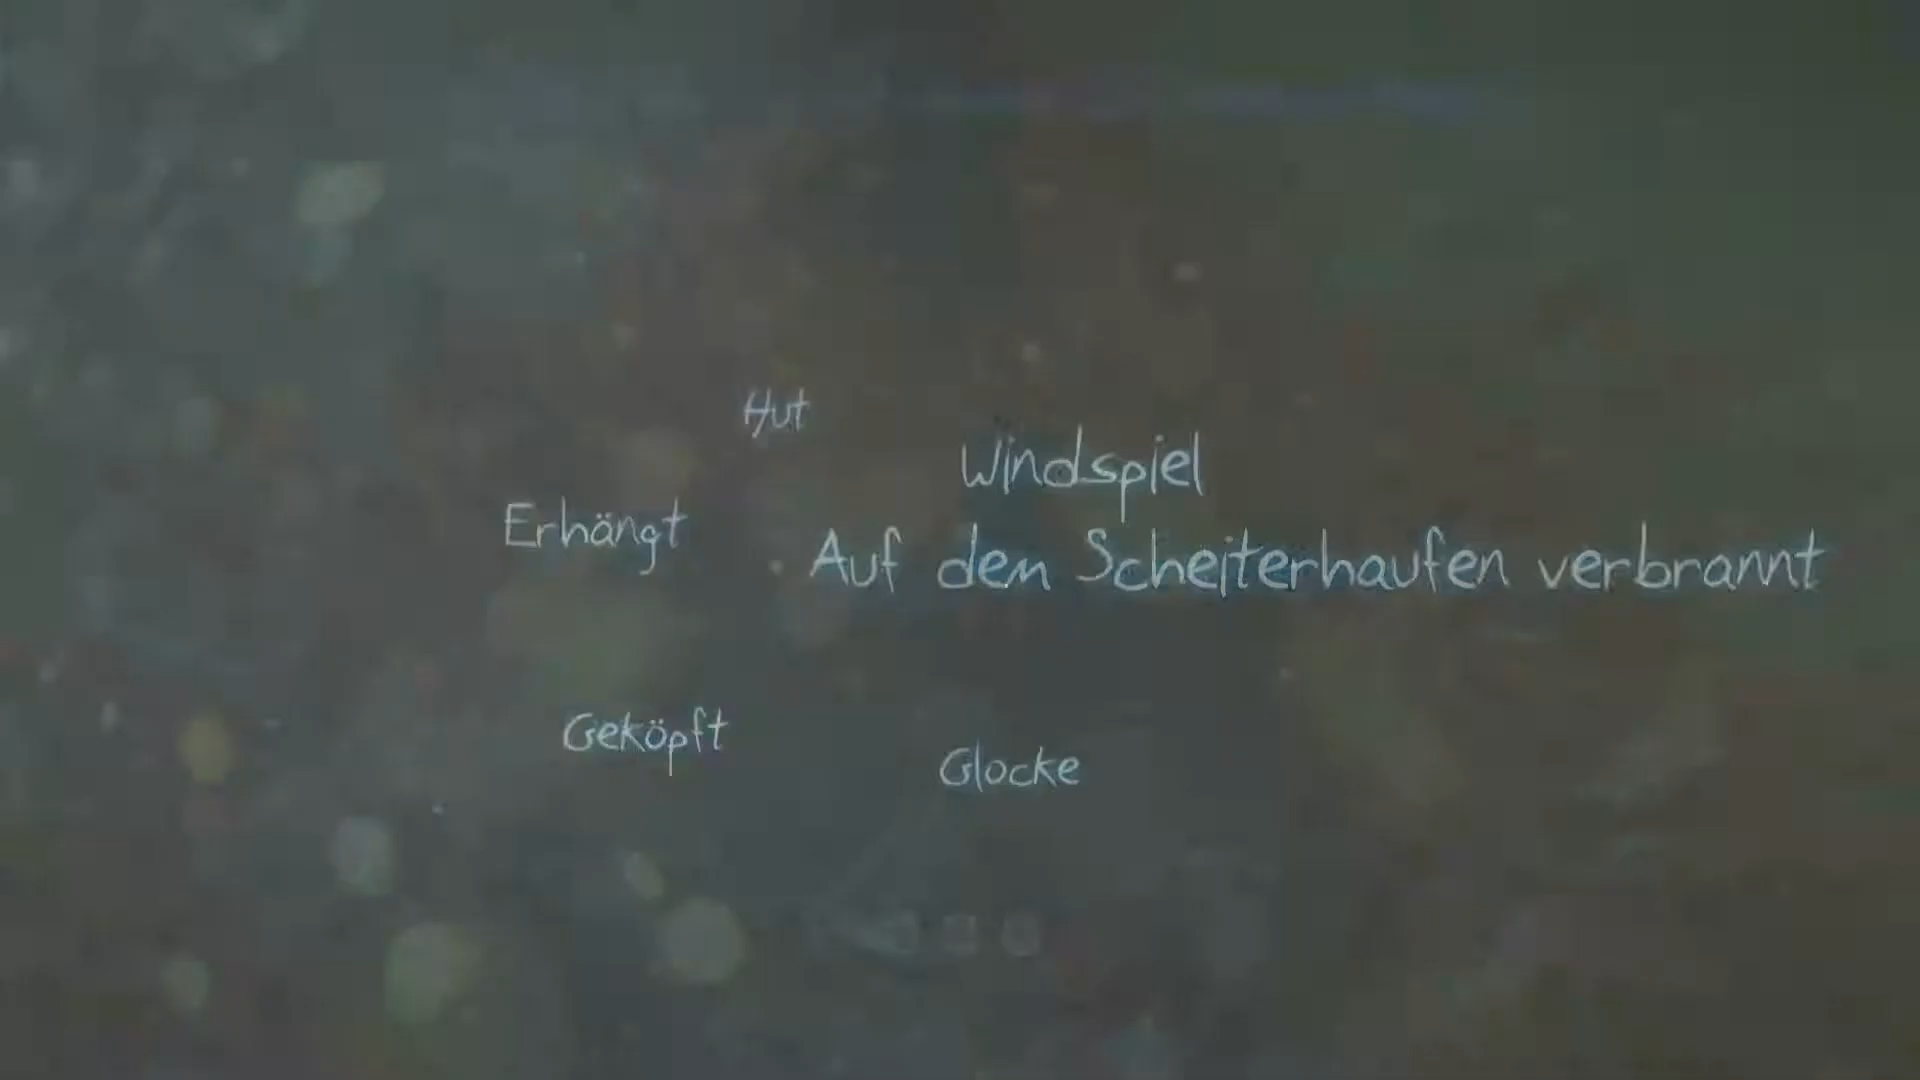 Hut
Windspiel
Erhängt
Auf den Scheiterhaufen verbrannt
Geköpft
Glocke